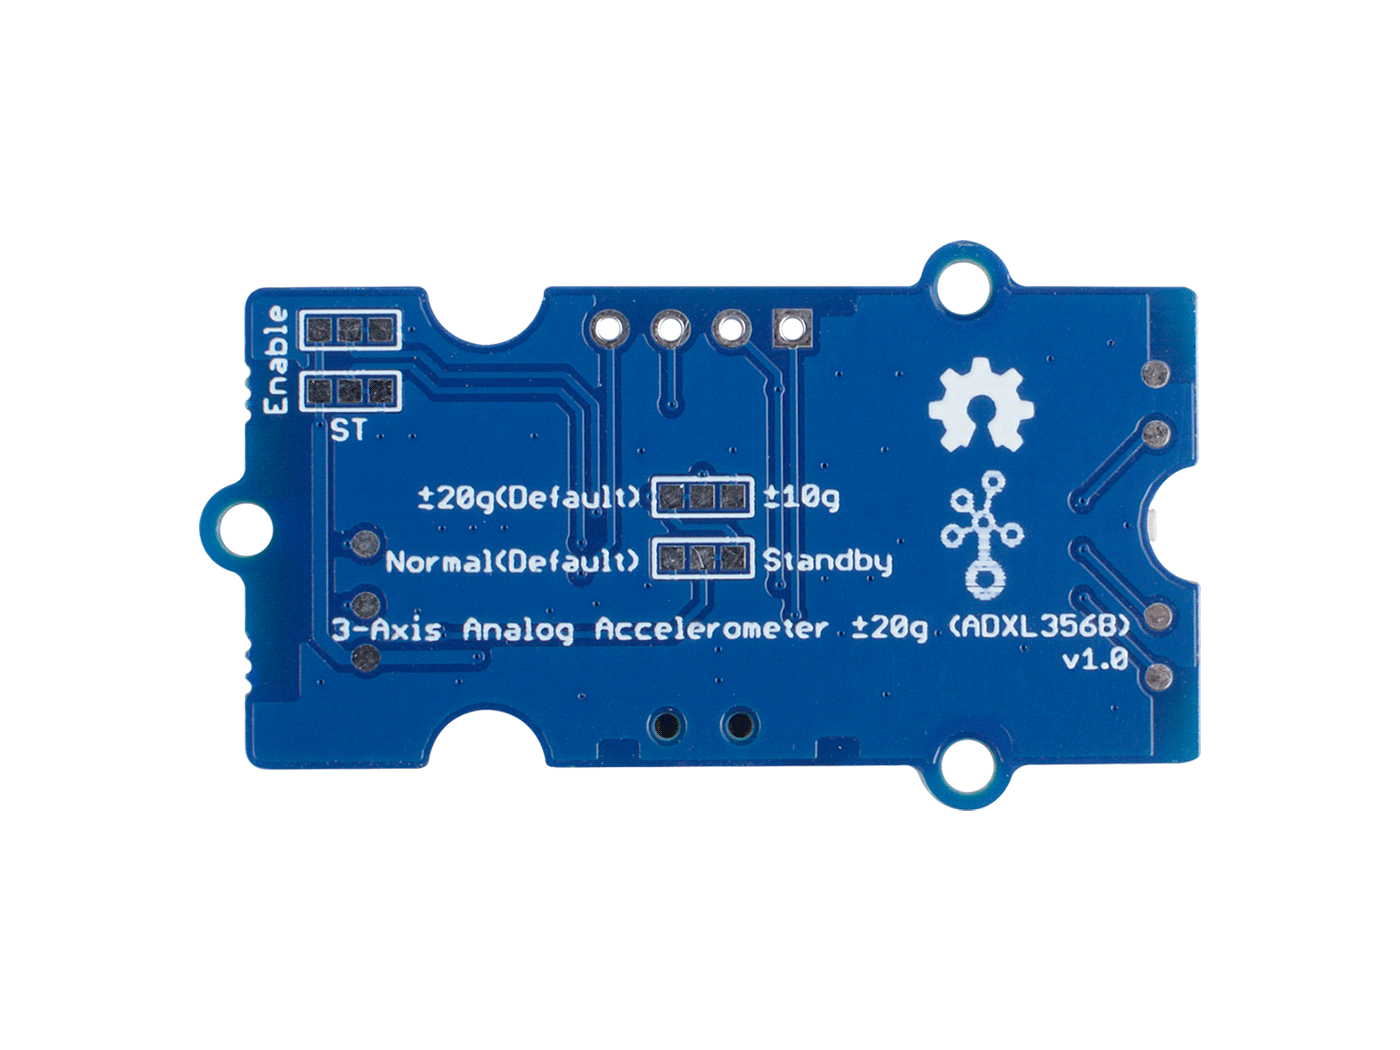 Enable
ST
±20g(Default) ±10g
Normal(Default) Standby
3-Axis Analog Accelerometer ±20g (ADXL356B)
v1.0